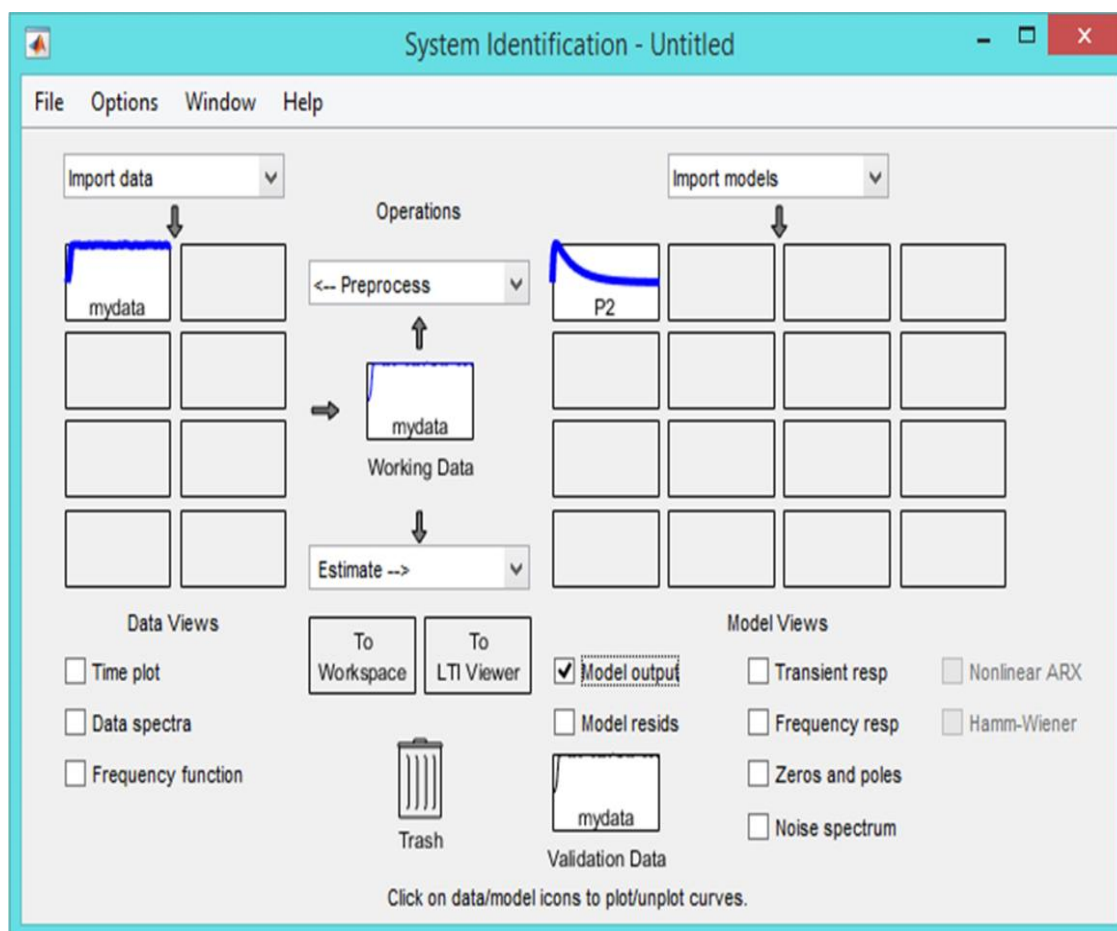 System Identification - Untitled
File Options Window Help
Import data
Import models
Operations
mydata
<-- Preprocess
P2
mydata
Working Data
Estimate -->
Data Views
To Workspace
To LTI Viewer
Model Views
Time plot
Model output
Transient resp
Nonlinear ARX
Data spectra
Model resids
Frequency resp
Hamm-Wiener
Frequency function
Zeros and poles
Trash
mydata
Noise spectrum
Validation Data
Click on data/model icons to plot/unplot curves.